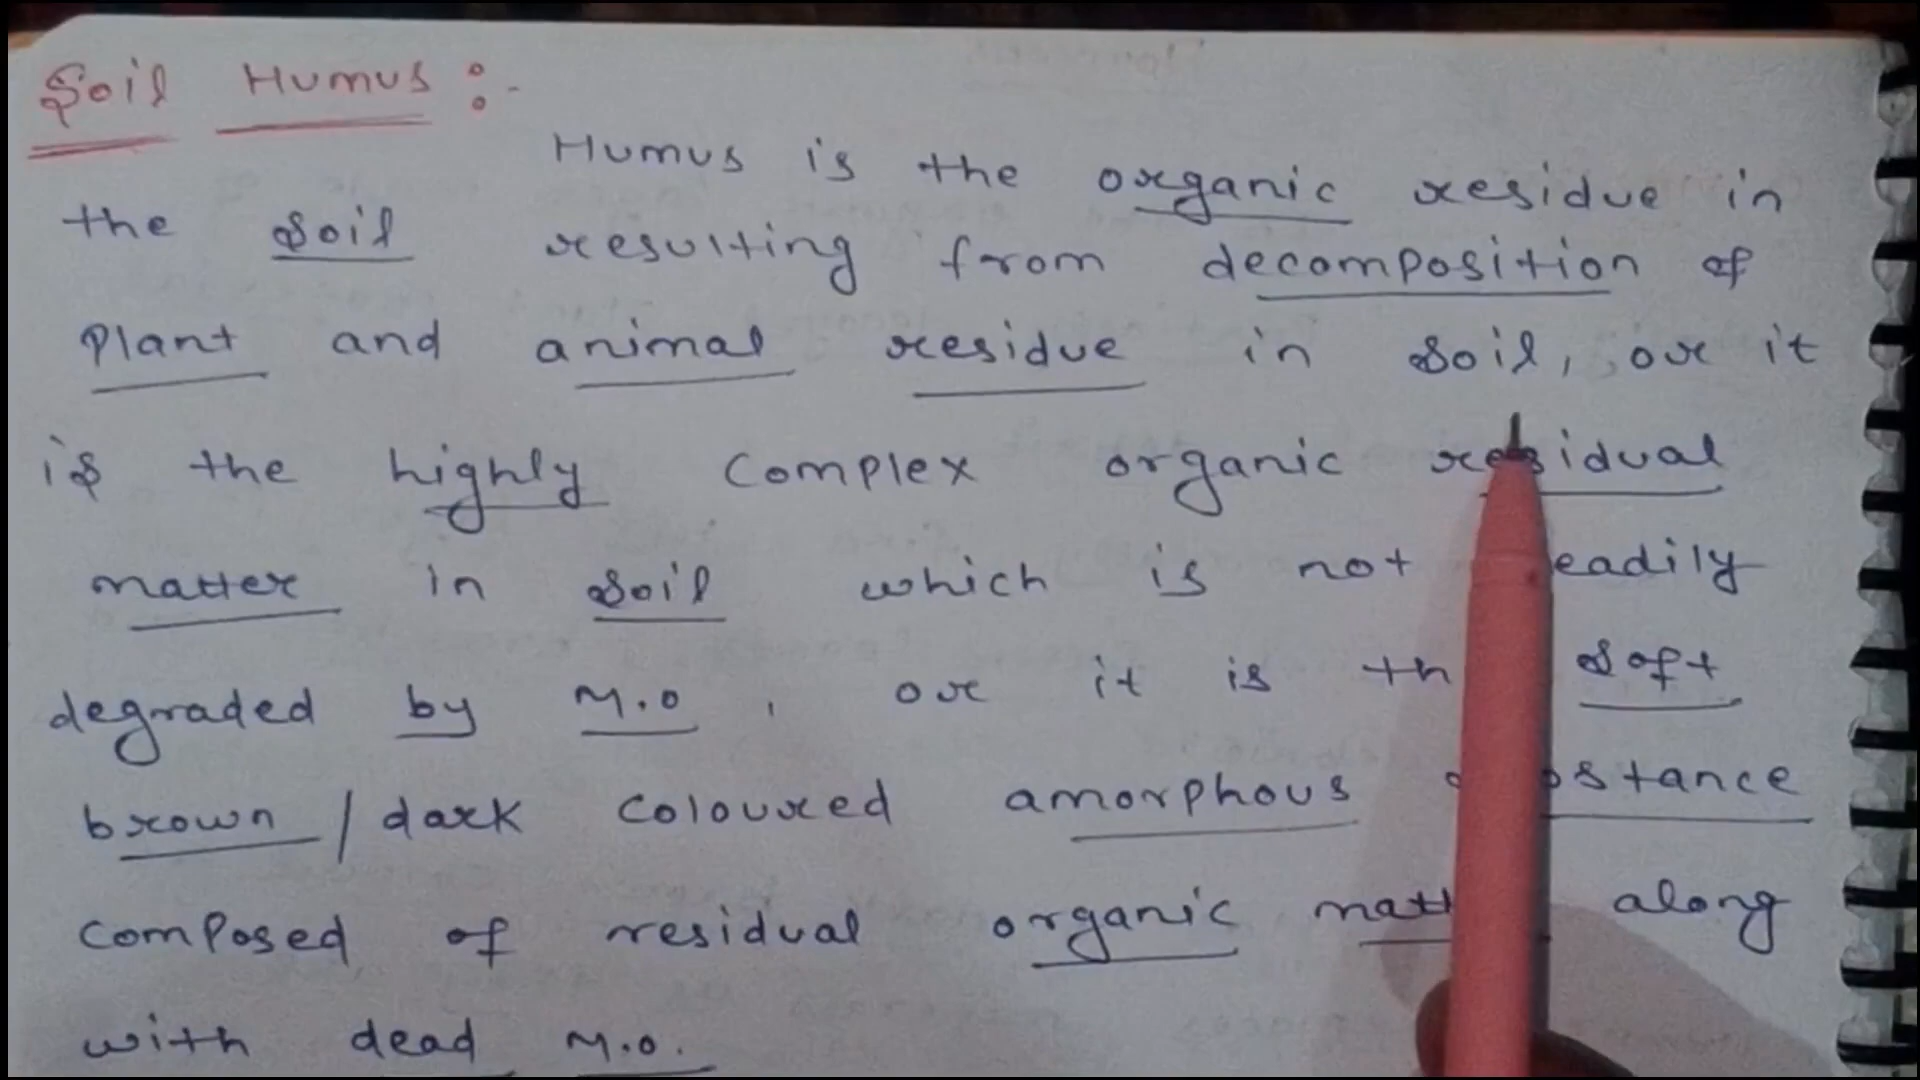 Soil Humus :-
Humus is the organic residue in
the soil resulting from decomposition of
Plant and animal residue in soil, or it
is the highly complex organic residual
matter in soil which is not eadily
degraded by M.O, or it is th soft
brown / dark coloured amorphous stance
composed of residual organic matt along
with dead M.O.